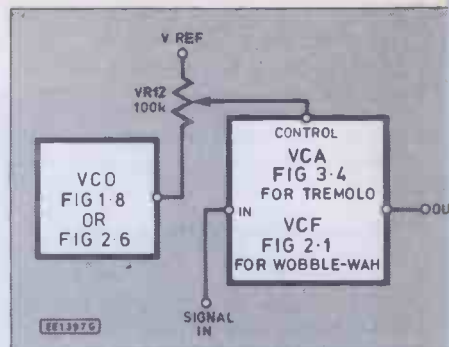 V REF
VR12
100k
CONTROL
VCO
FIG 1·8
OR
FIG 2·6
VCA
FIG 3·4
FOR TREMOLO
IN
VCF
FIG 2·1
FOR WOBBLE-WAH
OU
SIGNAL
IN
EE1397G